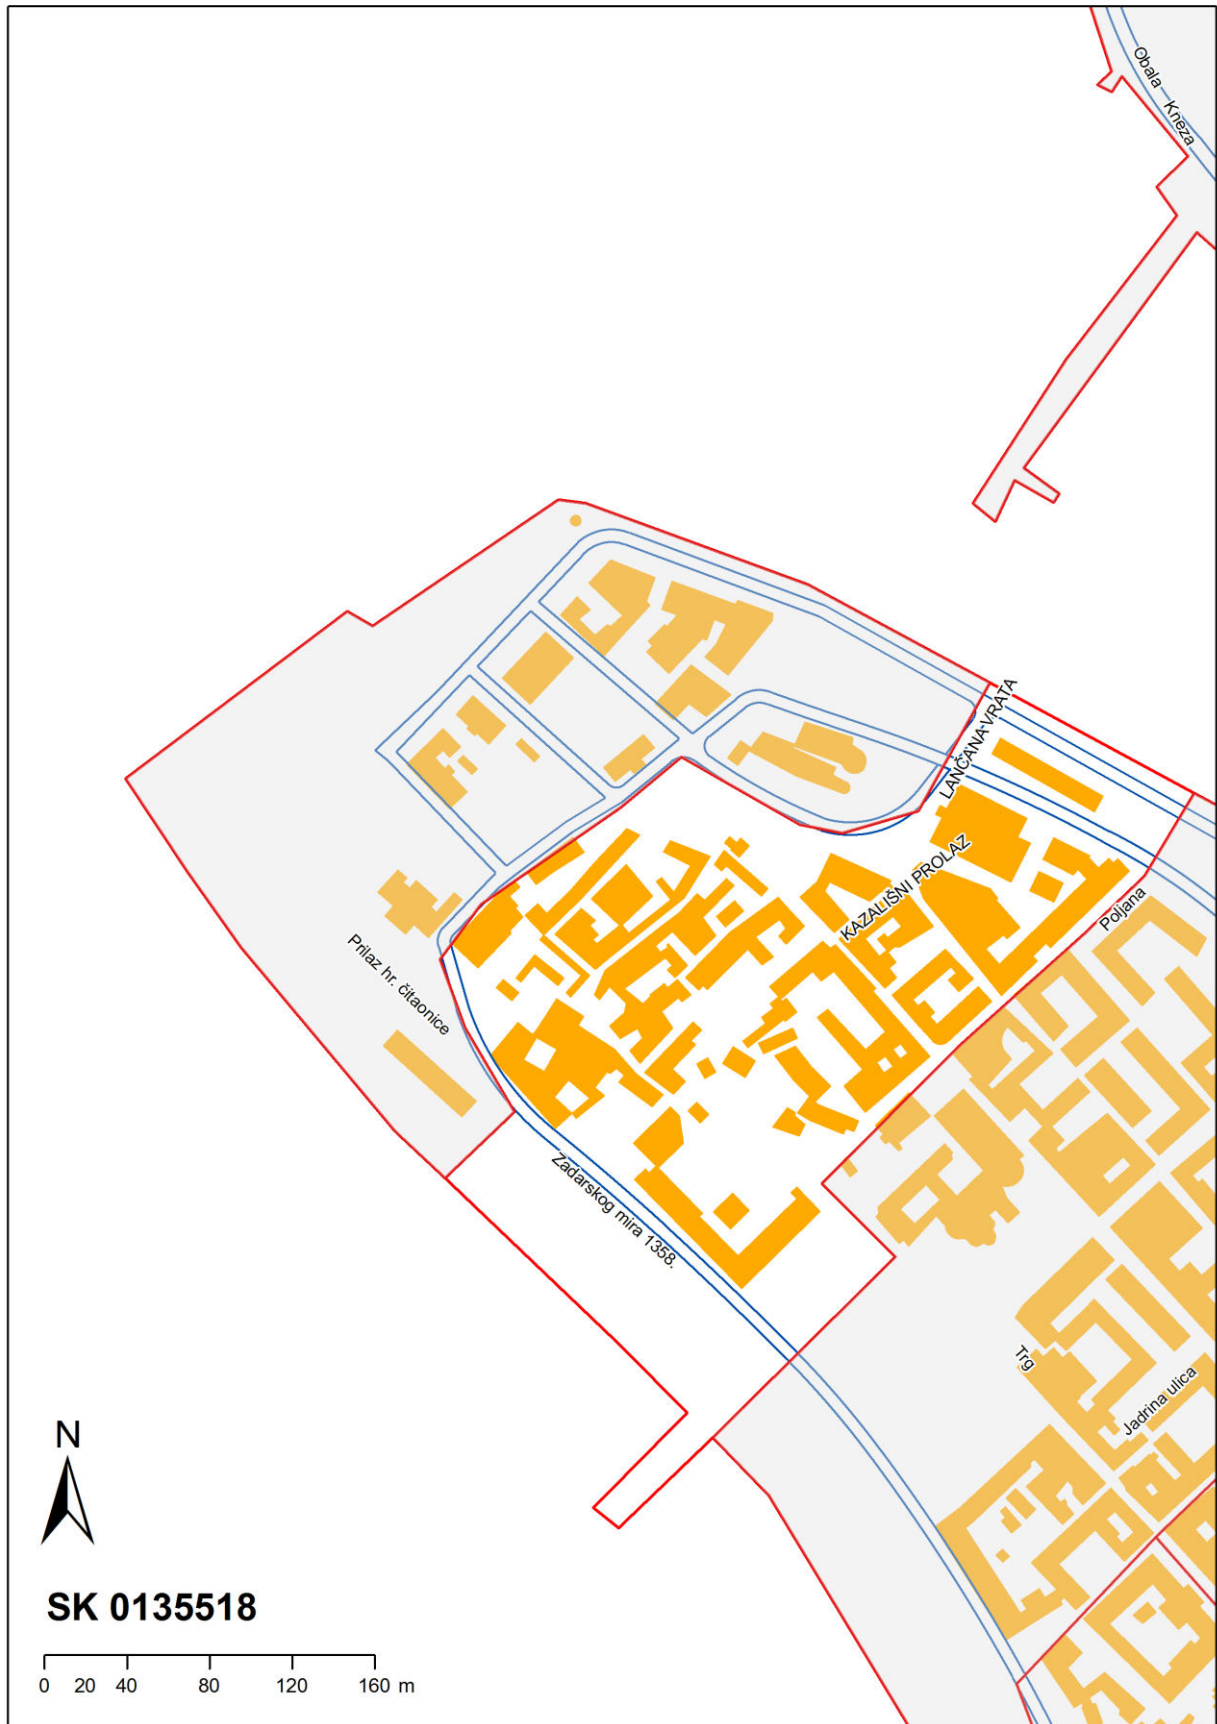 Obala Kneza
LANČANA VRATA
KAZALIŠNI PROLAZ
Poljana
Prilaz hr. čitaonice
Zadarskog mira 1358.
Trg
Jadrina ulica
N
SK 0135518
0 20 40 80 120 160 m